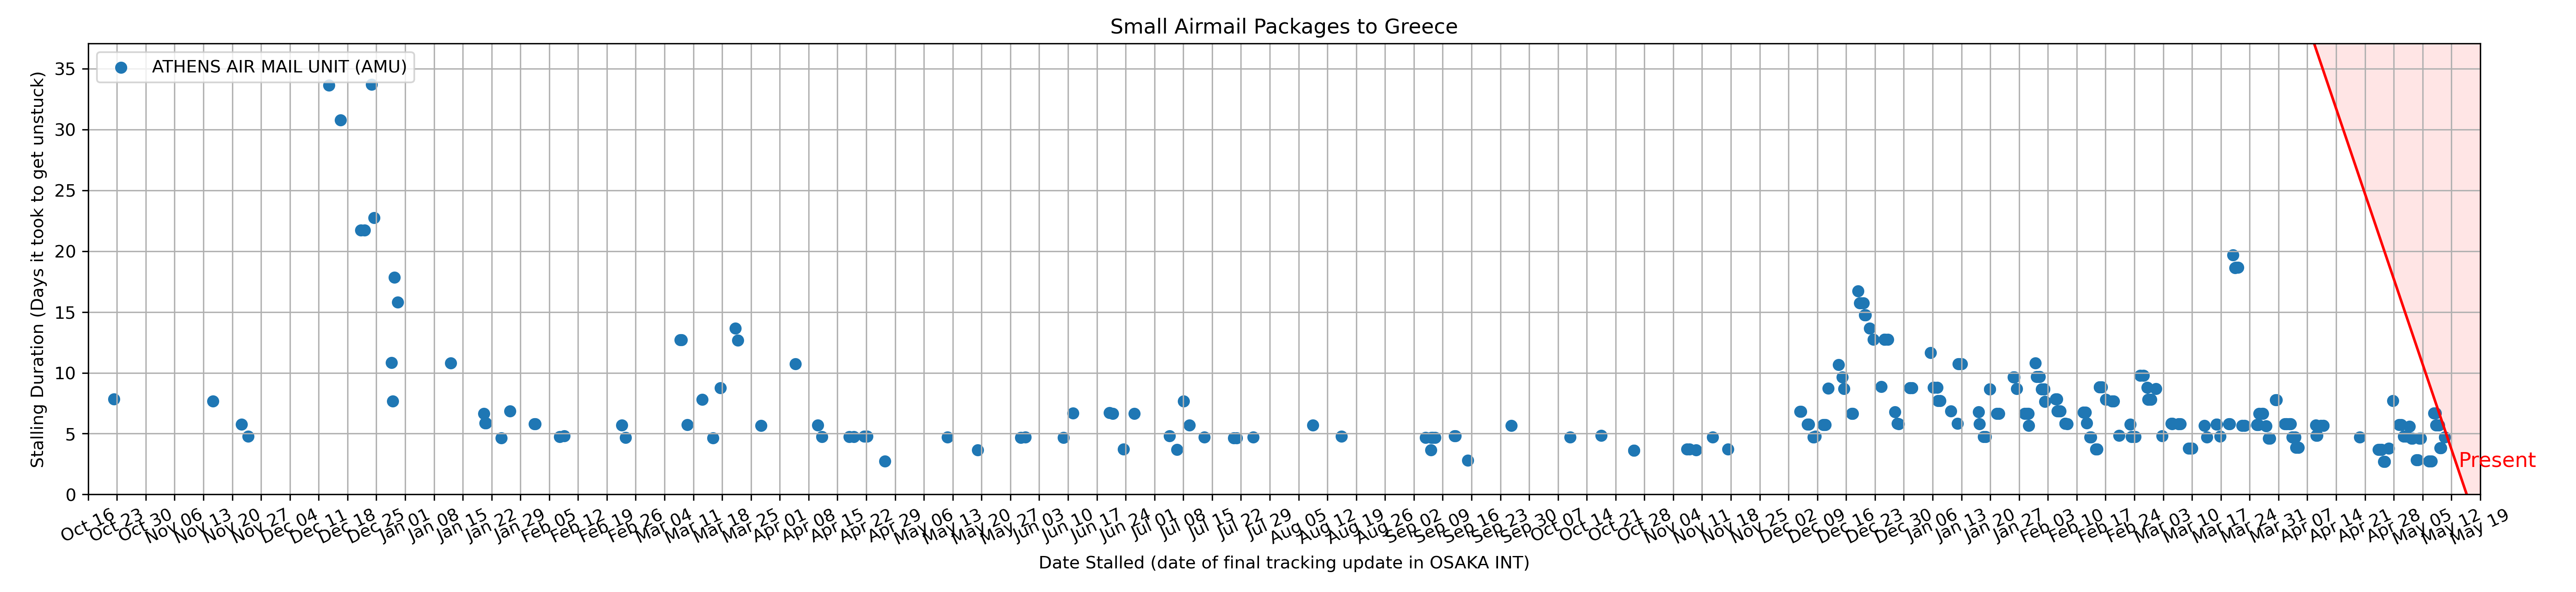 Small Airmail Packages to Greece
ATHENS AIR MAIL UNIT (AMU)
Stalling Duration (Days it took to get unstuck)
35
30
25
20
15
10
5
0
Present
Oct 16
Oct 23
Oct 30
Nov 06
Nov 13
Nov 20
Nov 27
Dec 04
Dec 11
Dec 18
Dec 25
Jan 01
Jan 08
Jan 15
Jan 22
Jan 29
Feb 05
Feb 12
Feb 19
Feb 26
Mar 04
Mar 11
Mar 18
Mar 25
Apr 01
Apr 08
Apr 15
Apr 22
Apr 29
May 06
May 13
May 20
May 27
Jun 03
Jun 10
Jun 17
Jun 24
Jul 01
Jul 08
Jul 15
Jul 22
Jul 29
Aug 05
Aug 12
Aug 19
Aug 26
Sep 02
Sep 09
Sep 16
Sep 23
Sep 30
Oct 07
Oct 14
Oct 21
Oct 28
Nov 04
Nov 11
Nov 18
Nov 25
Dec 02
Dec 09
Dec 16
Dec 23
Dec 30
Jan 06
Jan 13
Jan 20
Jan 27
Feb 03
Feb 10
Feb 17
Feb 24
Mar 03
Mar 10
Mar 17
Mar 24
Mar 31
Apr 07
Apr 14
Apr 21
Apr 28
May 05
May 12
May 19
Date Stalled (date of final tracking update in OSAKA INT)